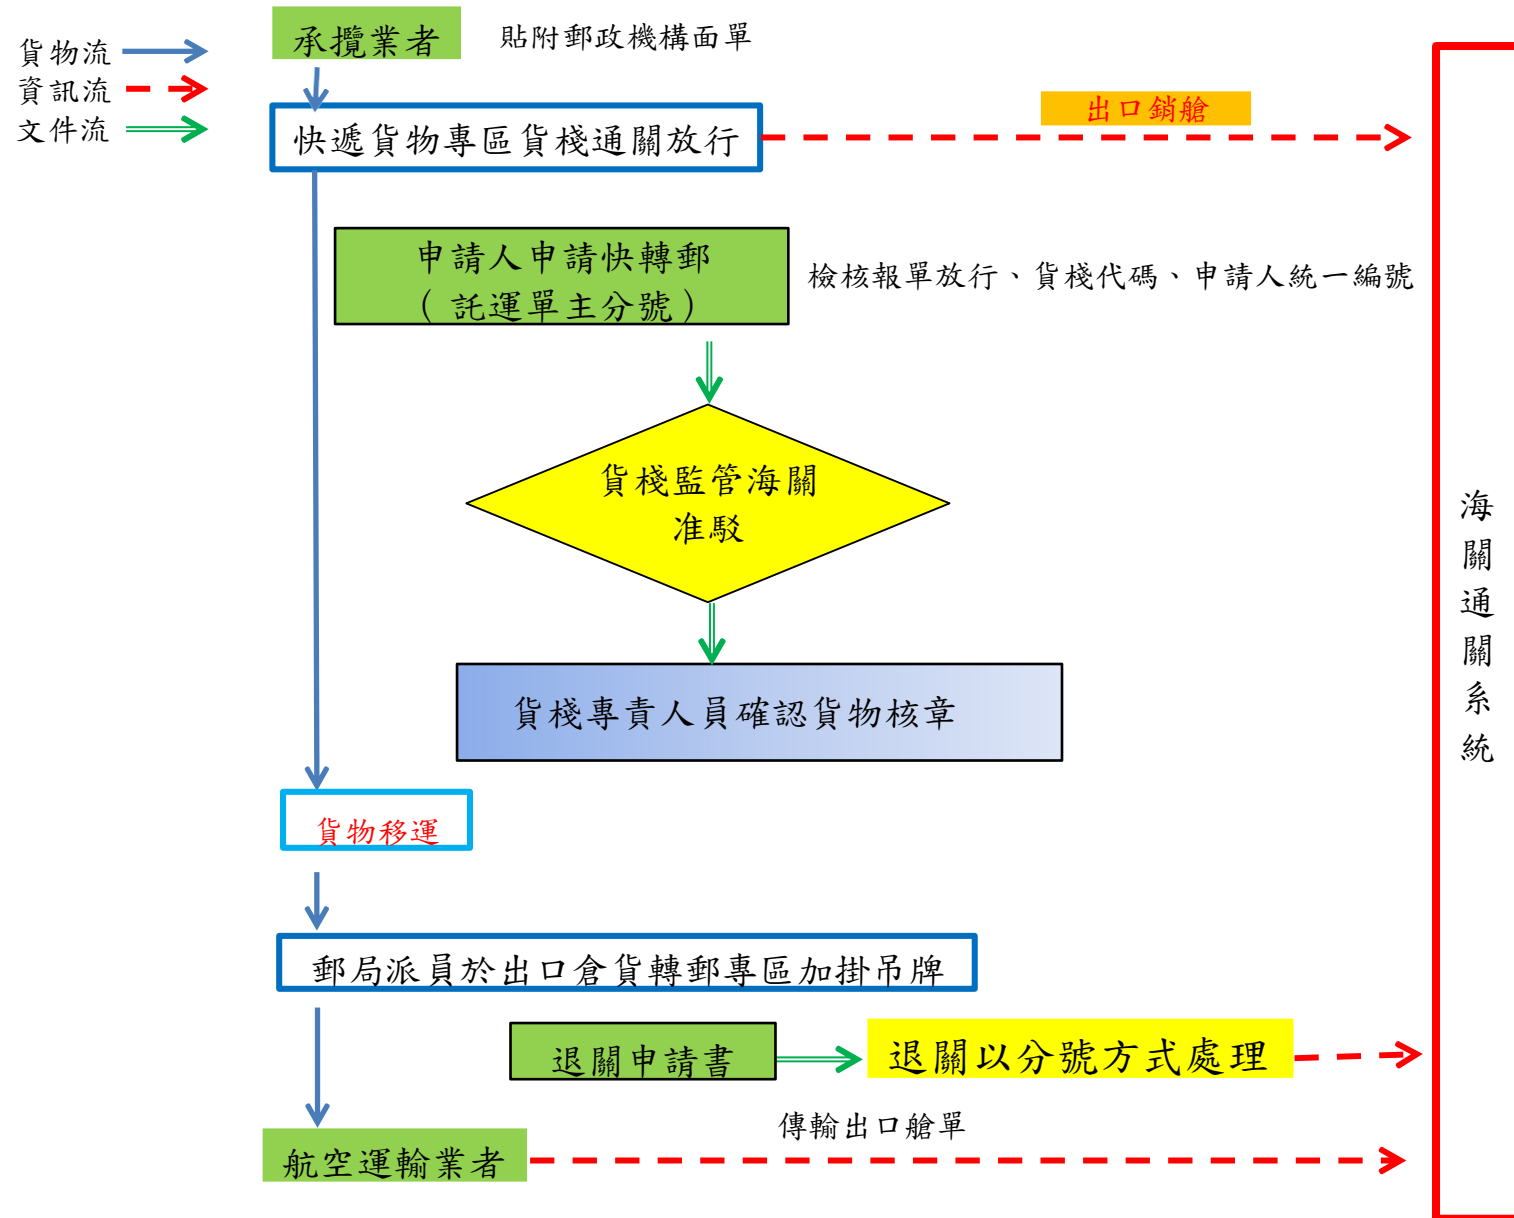 貨物流
資訊流
文件流
承攬業者
貼附郵政機構面單
快遞貨物專區貨棧通關放行
出口銷艙
申請人申請快轉郵
（託運單主分號）
檢核報單放行、貨棧代碼、申請人統一編號
貨棧監管海關
准駁
貨棧專責人員確認貨物核章
貨物移運
郵局派員於出口倉貨轉郵專區加掛吊牌
退關申請書
退關以分號方式處理
傳輸出口艙單
航空運輸業者
海
關
通
關
系
統